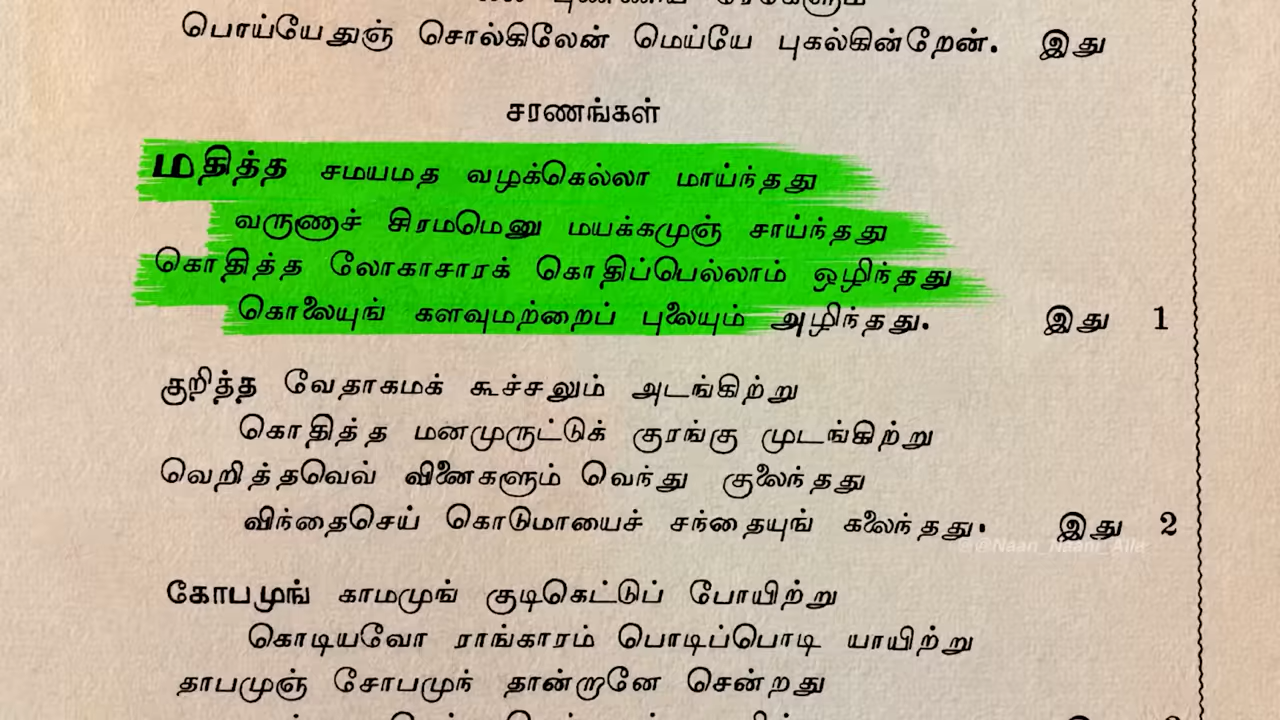 பொய்யேதுஞ் சொல்கிலேன் மெய்யே புகல்கின்றேன். இது
சரணங்கள்
மதித்த சமயமத வழக்கெல்லா மாய்ந்தது
வருணாச் சிரமமெனு மயக்கமுஞ் சாய்ந்தது
கொதித்த லோகாசாரக் கொதிப்பெல்லாம் ஒழிந்தது
கொலையுங் களவுமற்றைப் புலையும் அழிந்தது. இது 1
குறித்த வேதாகமக் கூச்சலும் அடங்கிற்று
கொதித்த மனமுருட்டுக் குரங்கு முடங்கிற்று
வெறித்தவெவ் வினைகளும் வெந்து குலைந்தது
விந்தைசெய் கொடுமாயைச் சந்தையுங் கலைந்தது. இது 2
@Naan_Naani_Alla
கோபமுங் காமமுங் குடிகெட்டுப் போயிற்று
கொடியவோ ராங்காரம் பொடிப்பொடி யாயிற்று
தாபமுஞ் சோபமுந் தான்றானே சென்றது